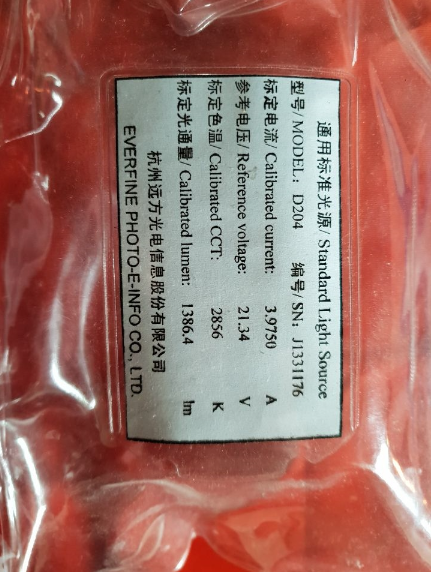 通用标准光源/ Standard Light Source
型号/ MODEL: D204 编号/ SN: J1331176
标定电流/ Calibrated current: 3.9750 A
参考电压/ Reference voltage: 21.34 V
标定色温/ Calibrated CCT: 2856 K
标定光通量/ Calibrated lumen: 1386.4 lm
杭州远方光电信息股份有限公司
EVERFINE PHOTO-E-INFO CO., LTD.